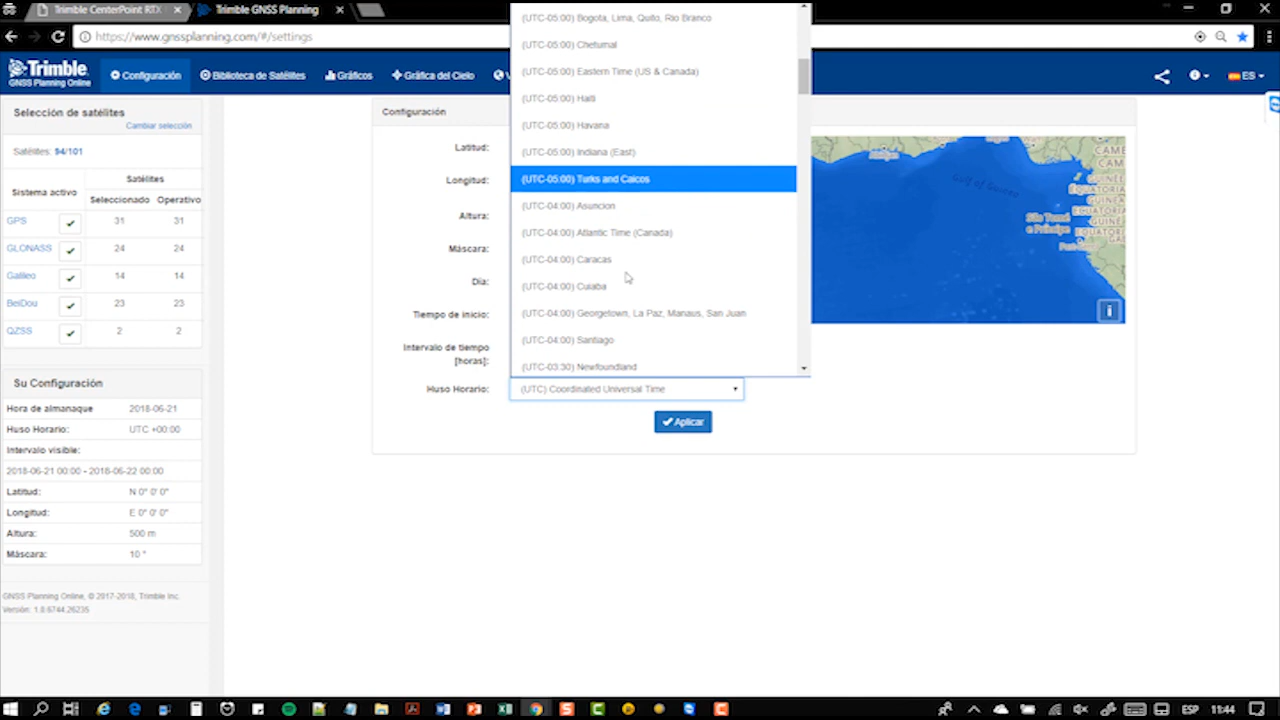 Trimble CenterPoint RTX
Trimble GNSS Planning
https://www.gnssplanning.com/#/settings
Trimble.
GNSS Planning Online
Configuración
Biblioteca de Satélites
Gráficos
Gráfica del Cielo
V
ES
Selección de satélites
Cambiar selección
Satélites: 94/101
Satélites
Sistema activo
Seleccionado Operativo
GPS 31 31
GLONASS 24 24
Galileo 14 14
BeiDou 23 23
QZSS 2 2
Su Configuración
Hora de almanaque 2018-06-21
Huso Horario: UTC +00:00
Intervalo visible:
2018-06-21 00:00 - 2018-06-22 00:00
Latitud: N 0° 0' 0"
Longitud: E 0° 0' 0"
Altura: 500 m
Máscara: 10 °
GNSS Planning Online, © 2017-2018, Trimble Inc.
Versión: 1.8.6744.26235
Configuración
Latitud:
Longitud:
Altura:
Máscara:
Día:
Tiempo de inicio:
Intervalo de tiempo
[horas]:
Huso Horario:
(UTC-05:00) Bogota, Lima, Quito, Rio Branco
(UTC-05:00) Chetumal
(UTC-05:00) Eastern Time (US & Canada)
(UTC-05:00) Haiti
(UTC-05:00) Havana
(UTC-05:00) Indiana (East)
(UTC-05:00) Turks and Caicos
(UTC-04:00) Asuncion
(UTC-04:00) Atlantic Time (Canada)
(UTC-04:00) Caracas
(UTC-04:00) Cuiaba
(UTC-04:00) Georgetown, La Paz, Manaus, San Juan
(UTC-04:00) Santiago
(UTC-03:30) Newfoundland
(UTC) Coordinated Universal Time
Aplicar
Gulf of Guinea
São Tomé
e Príncipe
ESP
11:44